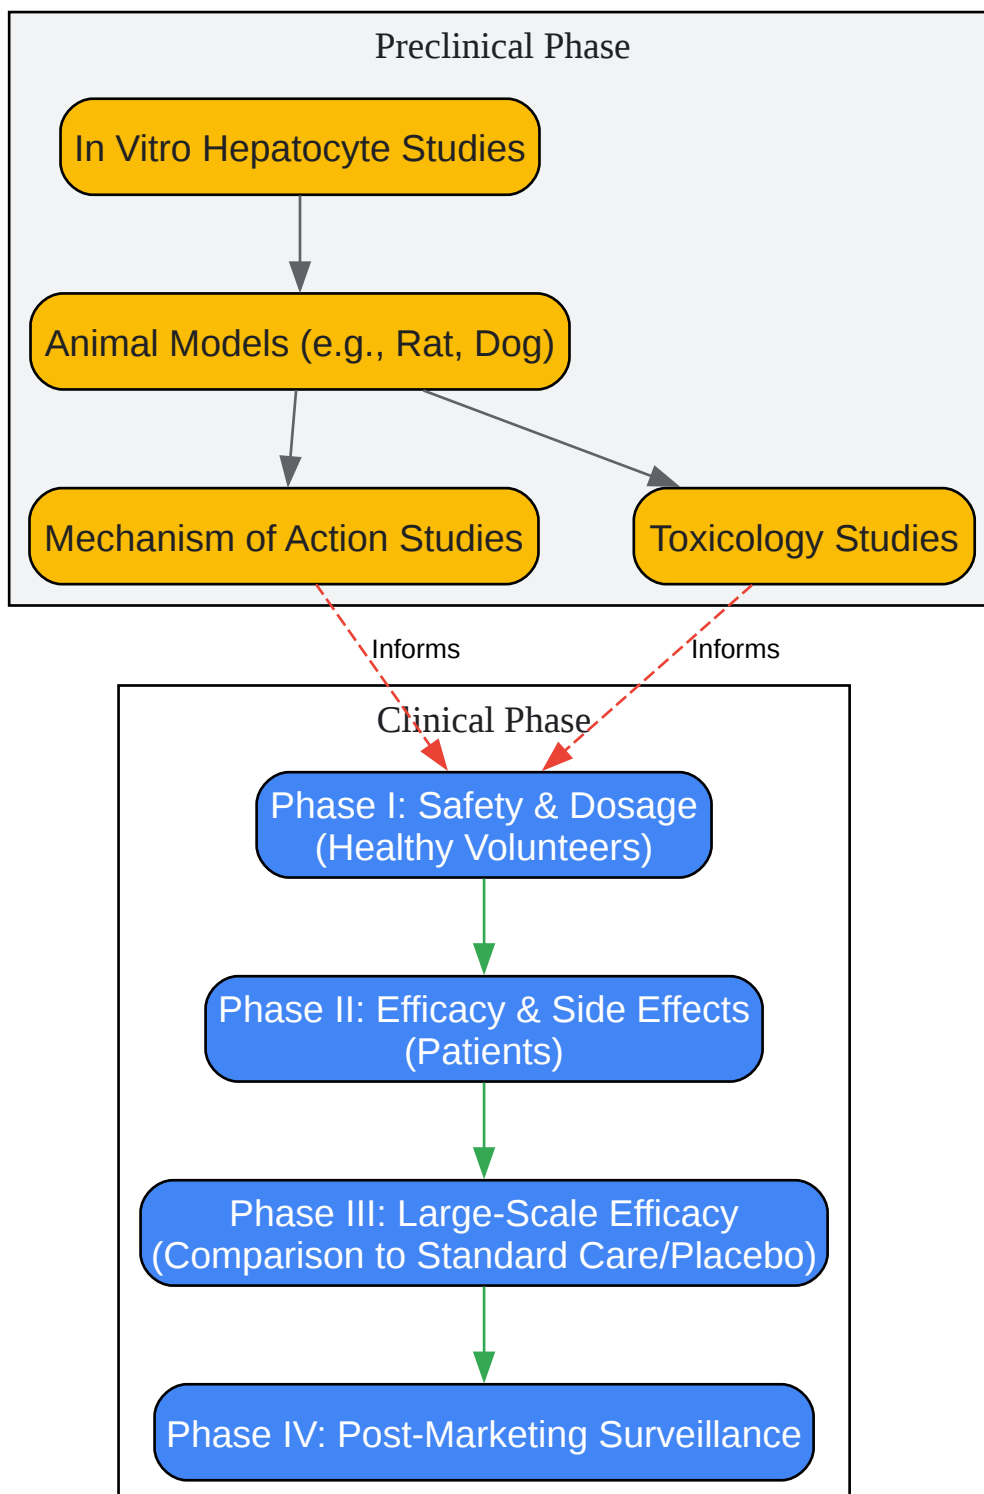 Preclinical Phase
In Vitro Hepatocyte Studies
Animal Models (e.g., Rat, Dog)
Mechanism of Action Studies
Toxicology Studies
Informs
Informs
Clinical Phase
Phase I: Safety & Dosage
(Healthy Volunteers)
Phase II: Efficacy & Side Effects
(Patients)
Phase III: Large-Scale Efficacy
(Comparison to Standard Care/Placebo)
Phase IV: Post-Marketing Surveillance